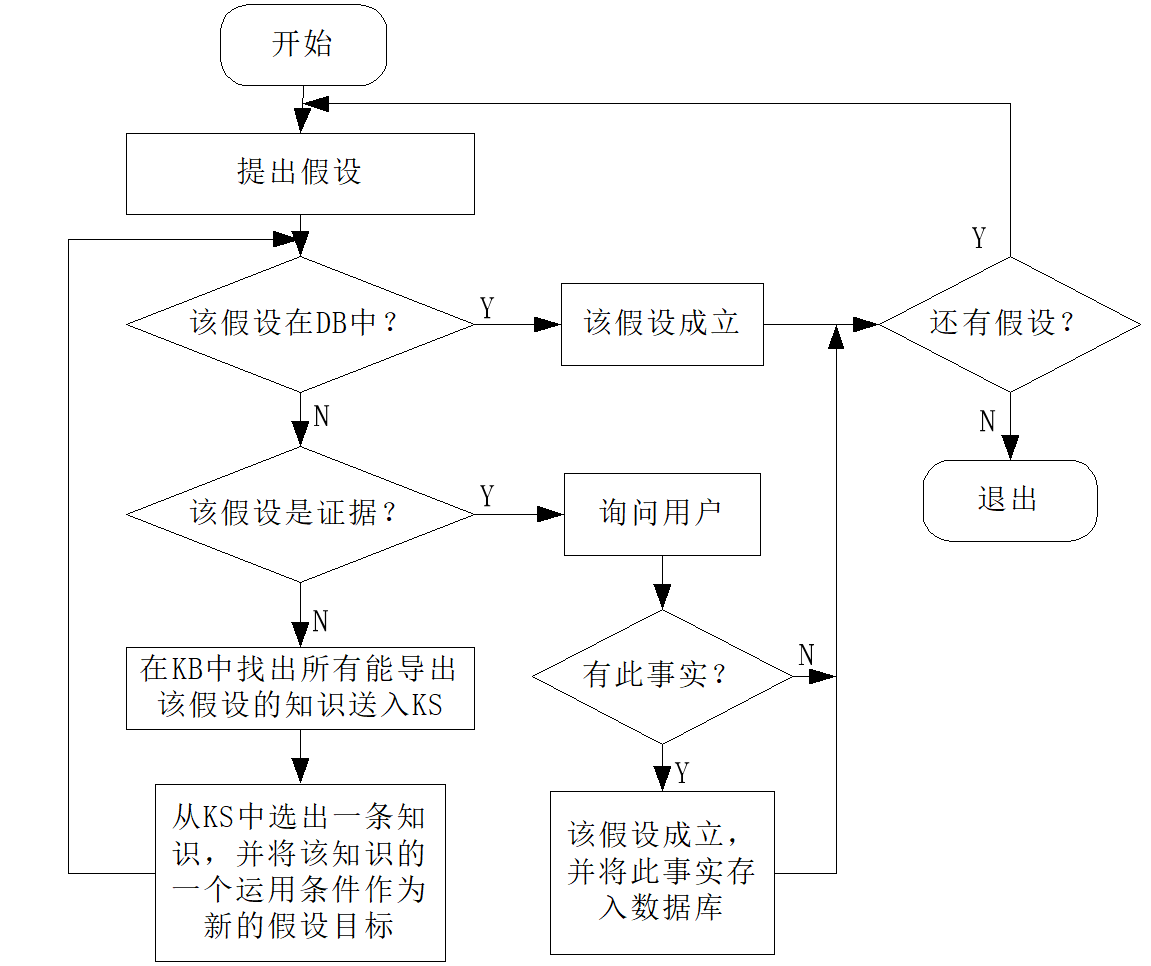 开始
提出假设
该假设在DB中?
Y
该假设成立
还有假设?
Y
N
N
退出
该假设是证据?
Y
询问用户
N
有此事实?
N
在KB中找出所有能导出
该假设的知识送入KS
Y
从KS中选出一条知
识，并将该知识的
一个运用条件作为
新的假设目标
该假设成立，
并将此事实存
入数据库